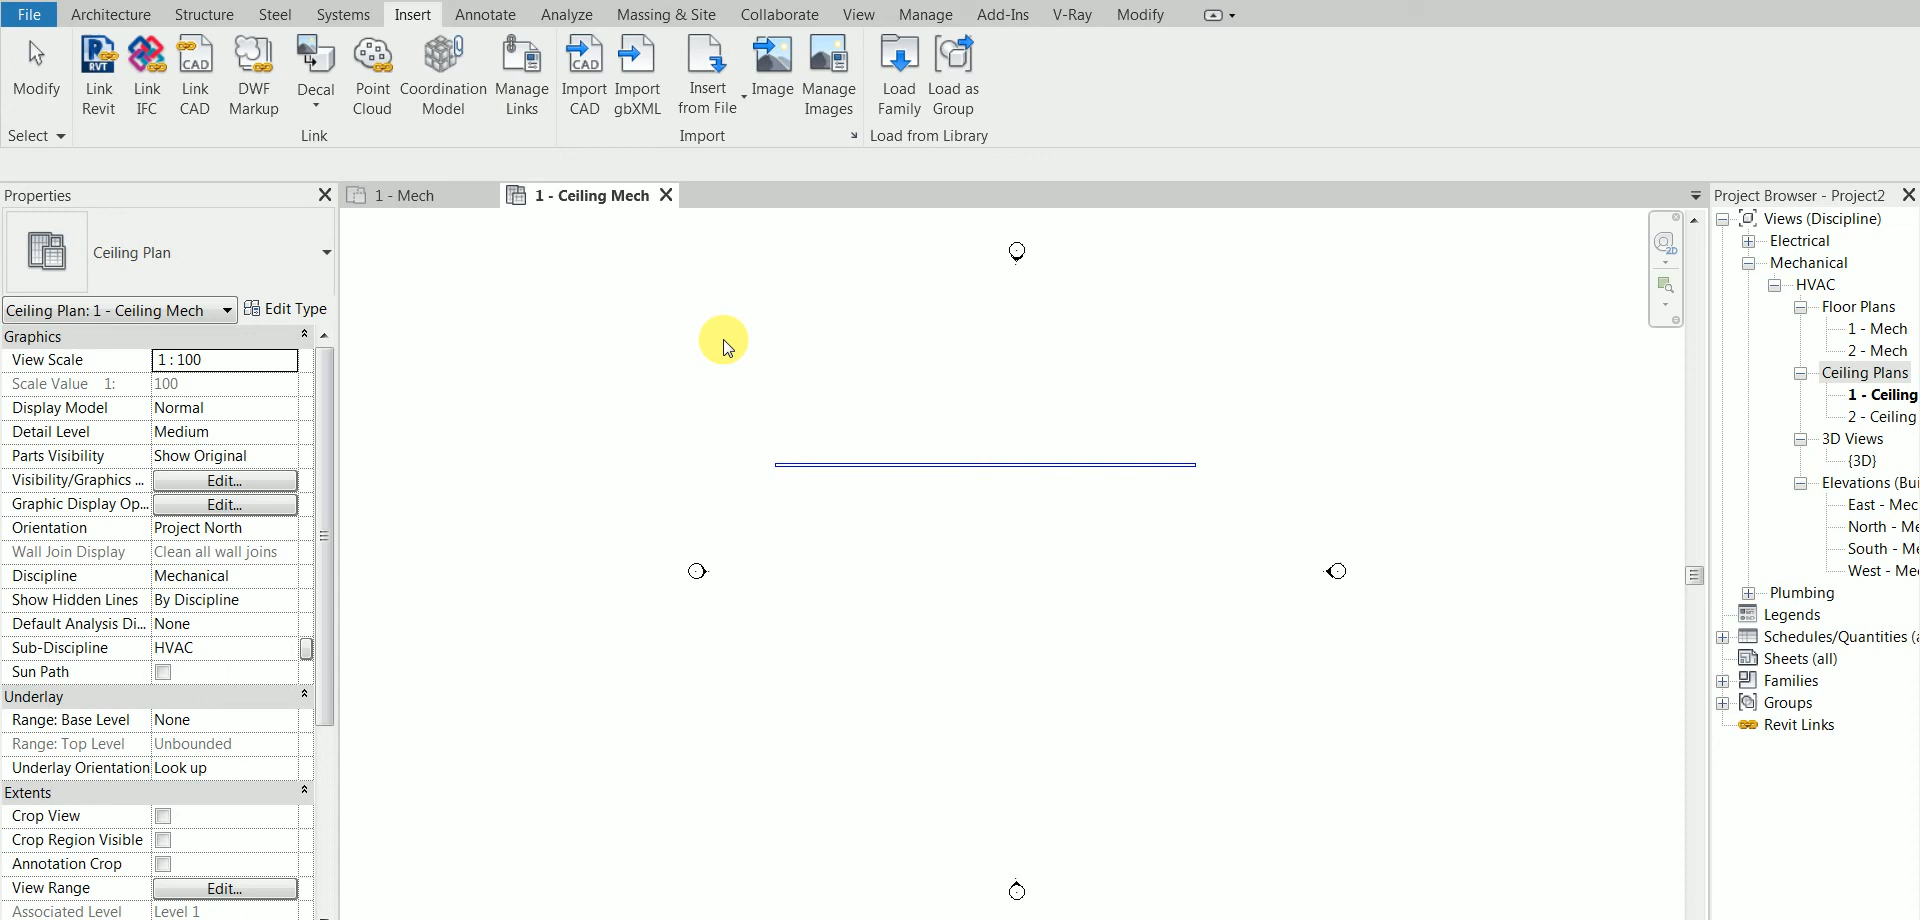 File Architecture Structure Steel Systems Insert Annotate Analyze Massing & Site Collaborate View Manage Add-Ins V-Ray Modify
Modify
Link Revit
Link IFC
Link CAD
DWF Markup
Decal
Point Cloud
Coordination Model
Manage Links
Import CAD
Import gbXML
Insert from File
Image
Manage Images
Load Family
Load as Group
Select Link Import Load from Library
Properties
1 - Mech 1 - Ceiling Mech
Project Browser - Project2
Ceiling Plan
Ceiling Plan: 1 - Ceiling Mech Edit Type
Graphics
View Scale 1 : 100
Scale Value 1: 100
Display Model Normal
Detail Level Medium
Parts Visibility Show Original
Visibility/Graphics ... Edit...
Graphic Display Op... Edit...
Orientation Project North
Wall Join Display Clean all wall joins
Discipline Mechanical
Show Hidden Lines By Discipline
Default Analysis Di... None
Sub-Discipline HVAC
Sun Path
Underlay
Range: Base Level None
Range: Top Level Unbounded
Underlay Orientation Look up
Extents
Crop View
Crop Region Visible
Annotation Crop
View Range Edit...
Associated Level Level 1
2D
Views (Discipline)
Electrical
Mechanical
HVAC
Floor Plans
1 - Mech
2 - Mech
Ceiling Plans
1 - Ceiling
2 - Ceiling
3D Views
{3D}
Elevations (Bui
East - Mec
North - Me
South - Me
West - Mec
Plumbing
Legends
Schedules/Quantities (a
Sheets (all)
Families
Groups
Revit Links
RVT
CAD
CAD